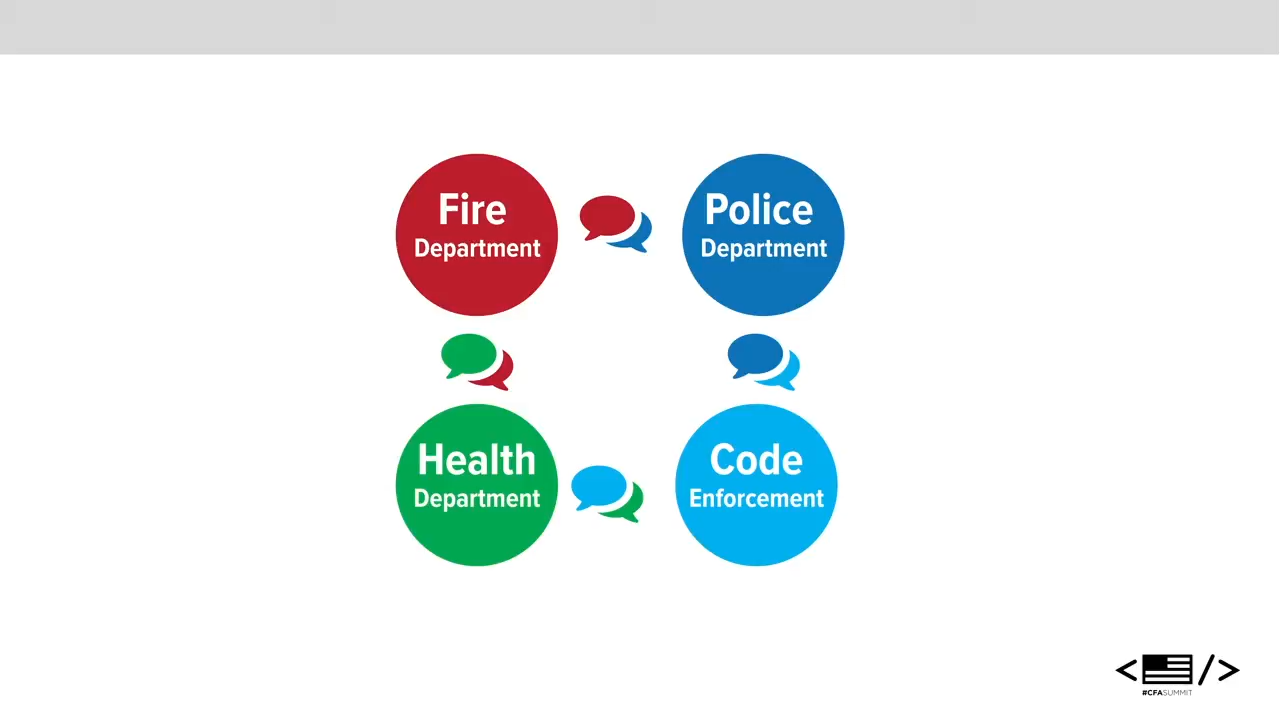 Fire
Department
Police
Department
Health
Department
Code
Enforcement
#CFASUMMIT